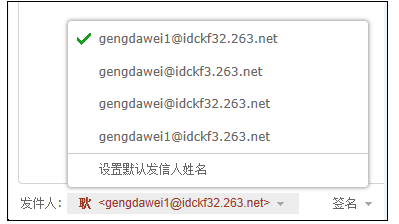 gengdawei1@idckf32.263.net
gengdawei@idckf3.263.net
gengdawei@idckf32.263.net
gengdawei1@idckf3.263.net
设置默认发信人姓名
发件人： 耿 <gengdawei1@idckf32.263.net> 签名